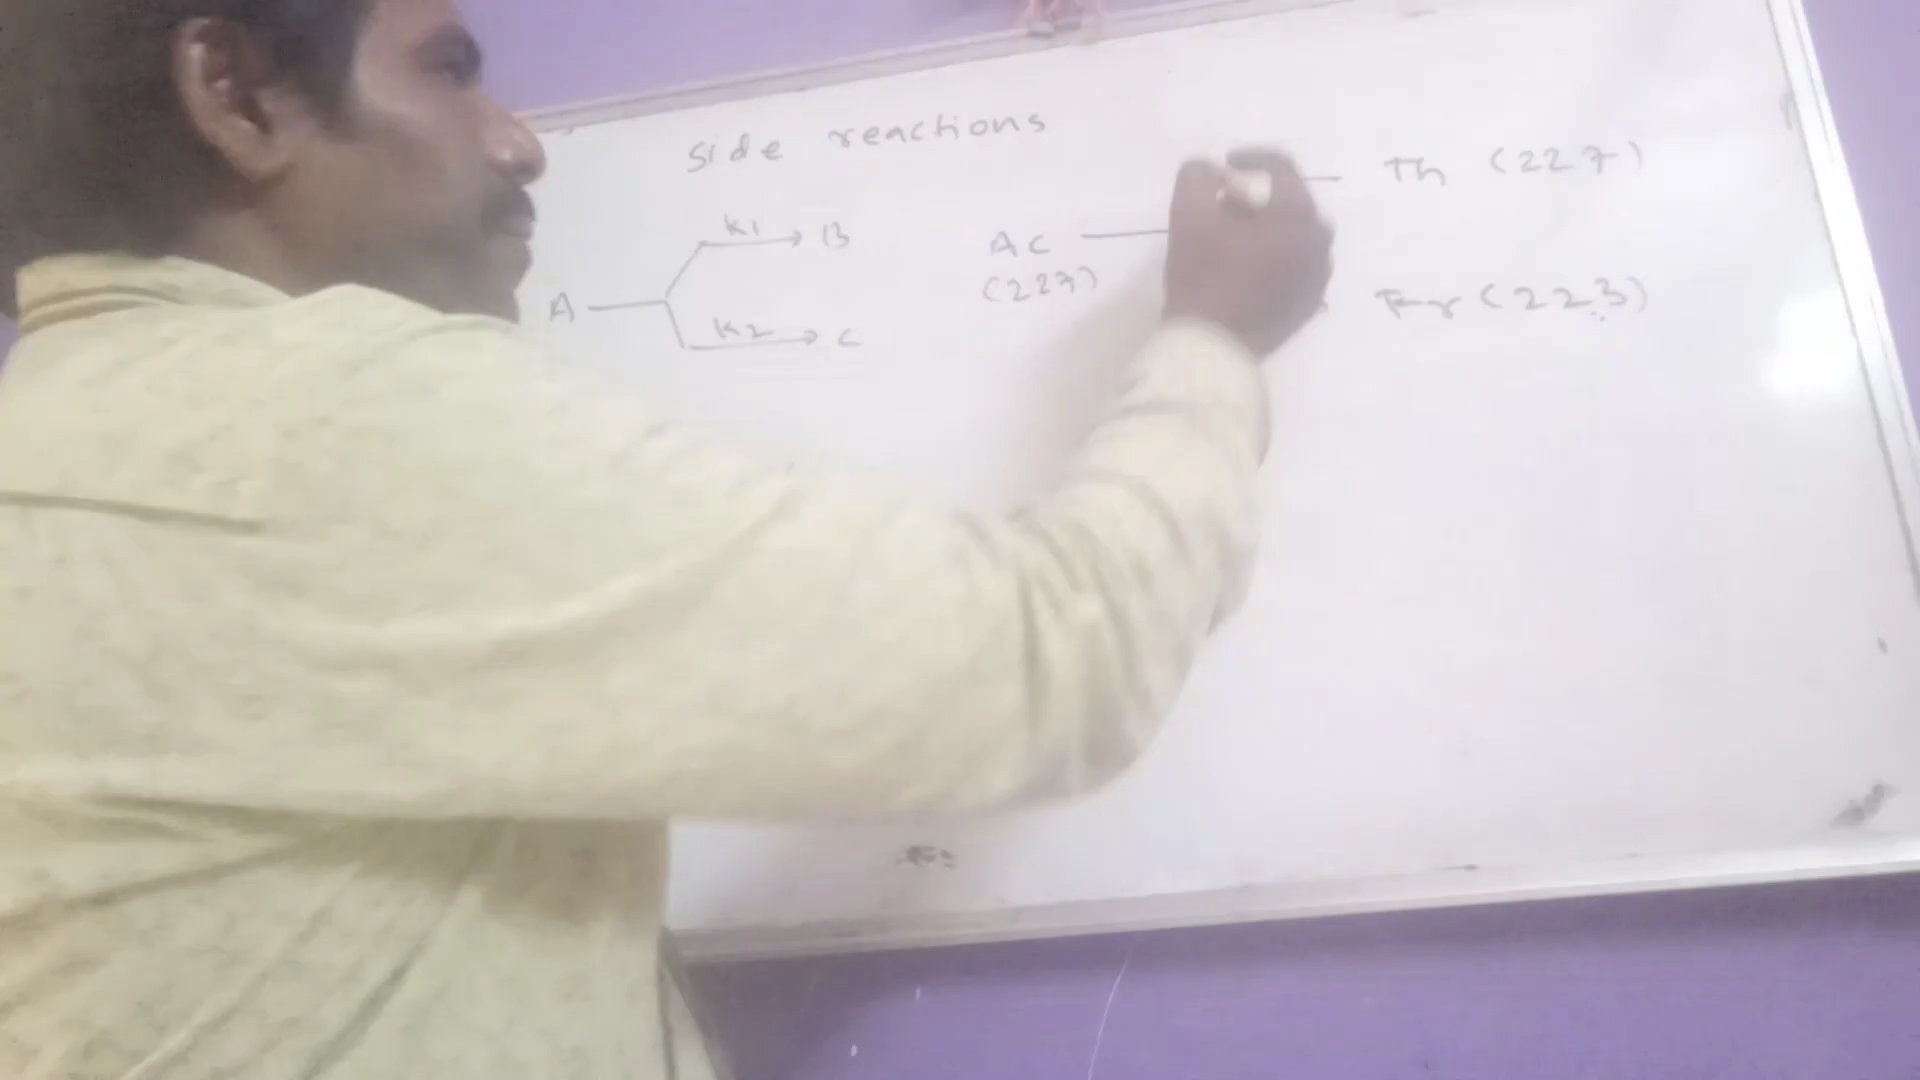 Side reactions
K1 B
A
K2 C
Th (227)
Ac
(227)
Fr (223)